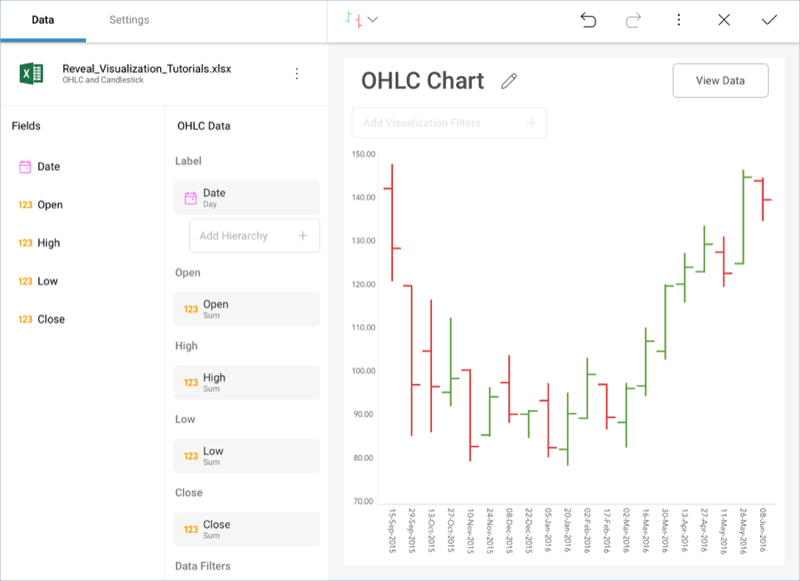 Data
Settings
Reveal_Visualization_Tutorials.xlsx
OHLC and Candlestick
Fields
Date
123 Open
123 High
123 Low
123 Close
OHLC Data
Label
Date
Day
Add Hierarchy +
Open
123 Open
Sum
High
123 High
Sum
Low
123 Low
Sum
Close
123 Close
Sum
Data Filters
OHLC Chart
View Data
Add Visualization Filters +
150.00
140.00
130.00
120.00
110.00
100.00
90.00
80.00
70.00
15-Sep-2015
29-Sep-2015
13-Oct-2015
27-Oct-2015
10-Nov-2015
24-Nov-2015
08-Dec-2015
22-Dec-2015
05-Jan-2016
20-Jan-2016
02-Feb-2016
17-Feb-2016
02-Mar-2016
16-Mar-2016
30-Mar-2016
13-Apr-2016
27-Apr-2016
11-May-2016
26-May-2016
08-Jun-2016